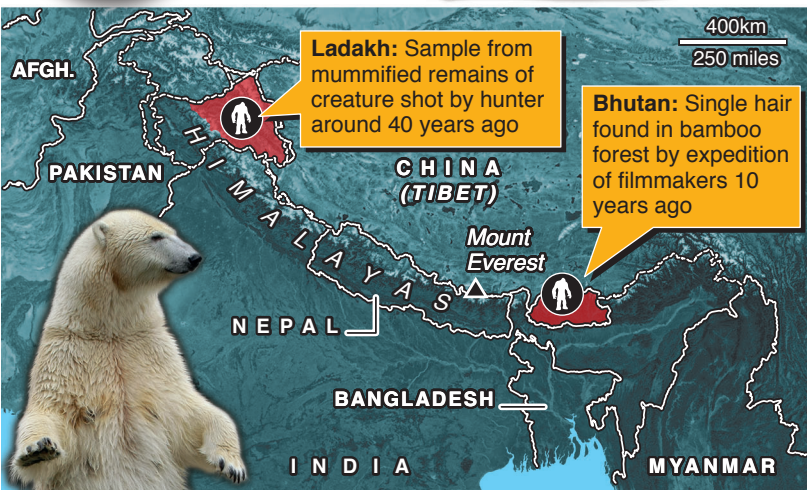 400km
250 miles
AFGH.
Ladakh: Sample from
mummified remains of
creature shot by hunter
around 40 years ago
Bhutan: Single hair
found in bamboo
forest by expedition
of filmmakers 10
years ago
PAKISTAN
CHINA
(TIBET)
HIMALAYAS
Mount
Everest
NEPAL
BANGLADESH
INDIA
MYANMAR